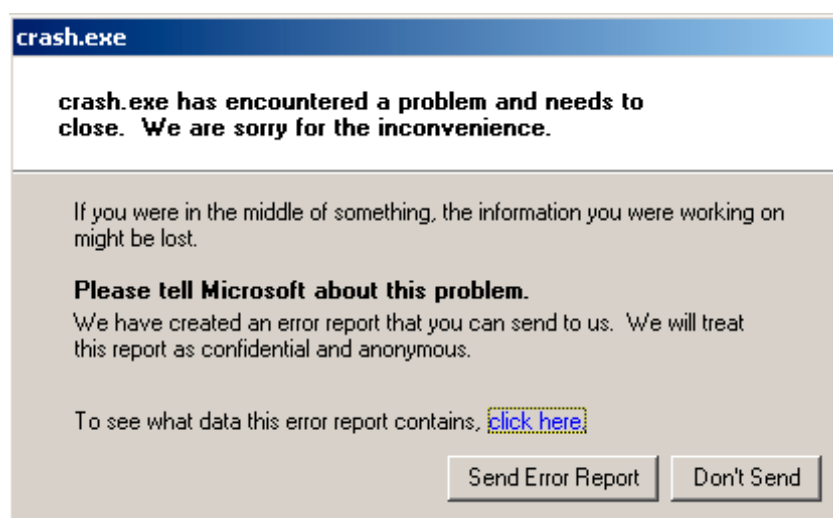 crash.exe
crash.exe has encountered a problem and needs to
close.  We are sorry for the inconvenience.
If you were in the middle of something, the information you were working on
might be lost.
Please tell Microsoft about this problem.
We have created an error report that you can send to us.  We will treat
this report as confidential and anonymous.
To see what data this error report contains, click here.
Send Error Report
Don't Send